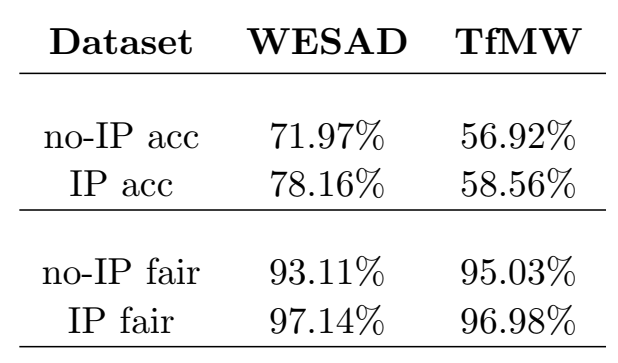 Dataset WESAD TfMW
no-IP acc 71.97% 56.92%
IP acc 78.16% 58.56%
no-IP fair 93.11% 95.03%
IP fair 97.14% 96.98%